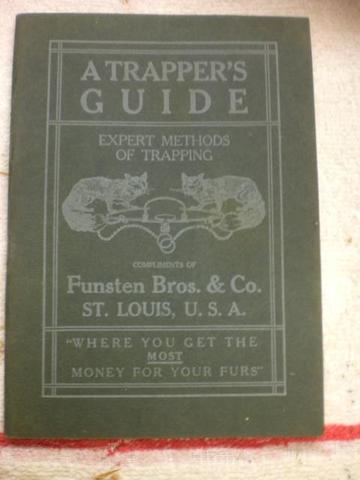 A TRAPPER'S
GUIDE
EXPERT METHODS
OF TRAPPING
COMPLIMENTS OF
Funsten Bros. & Co.
ST. LOUIS, U. S. A.
"WHERE YOU GET THE
MOST
MONEY FOR YOUR FURS"